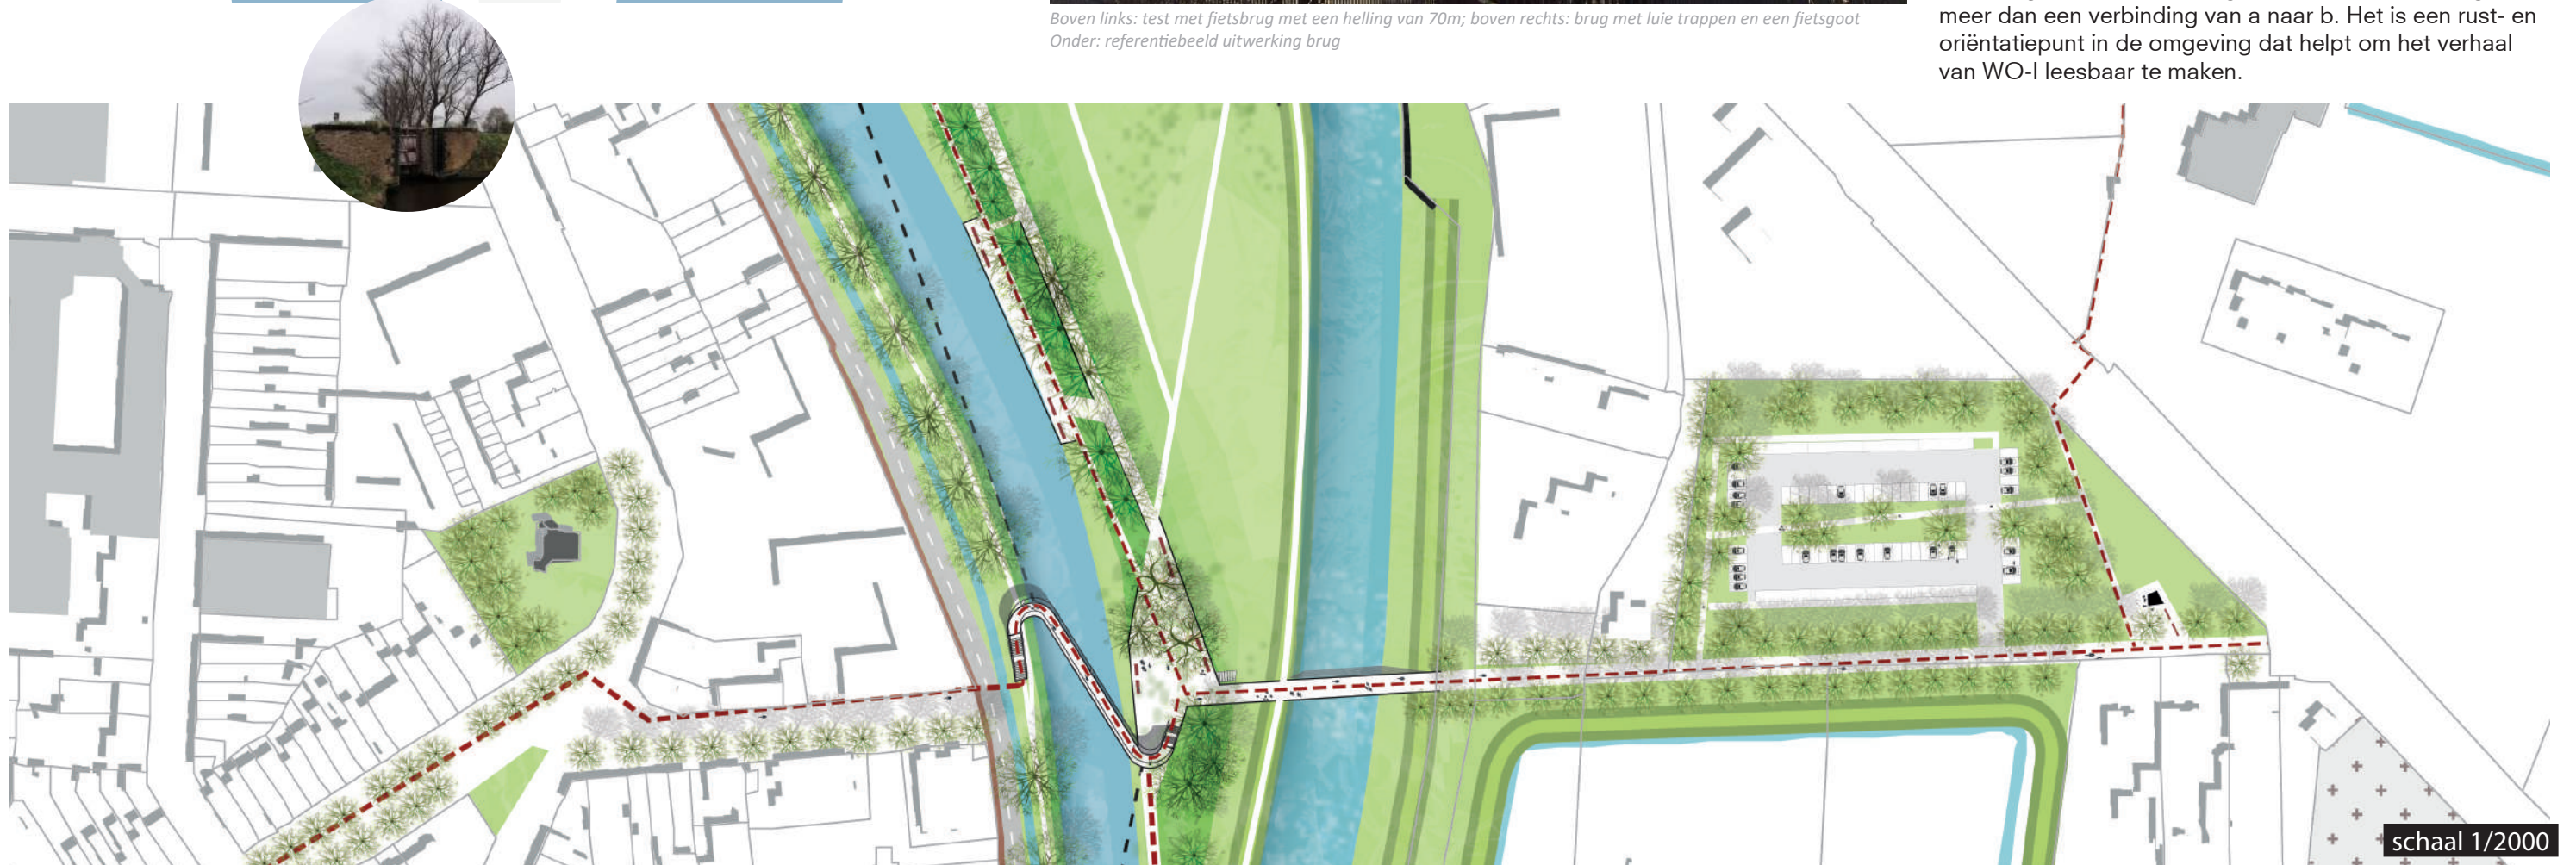 Boven links: test met fietsbrug met een helling van 70m; boven rechts: brug met luie trappen en een fietsgoot
Onder: referentiebeeld uitwerking brug
meer dan een verbinding van a naar b. Het is een rust- en
oriëntatiepunt in de omgeving dat helpt om het verhaal
van WO-I leesbaar te maken.
schaal 1/2000